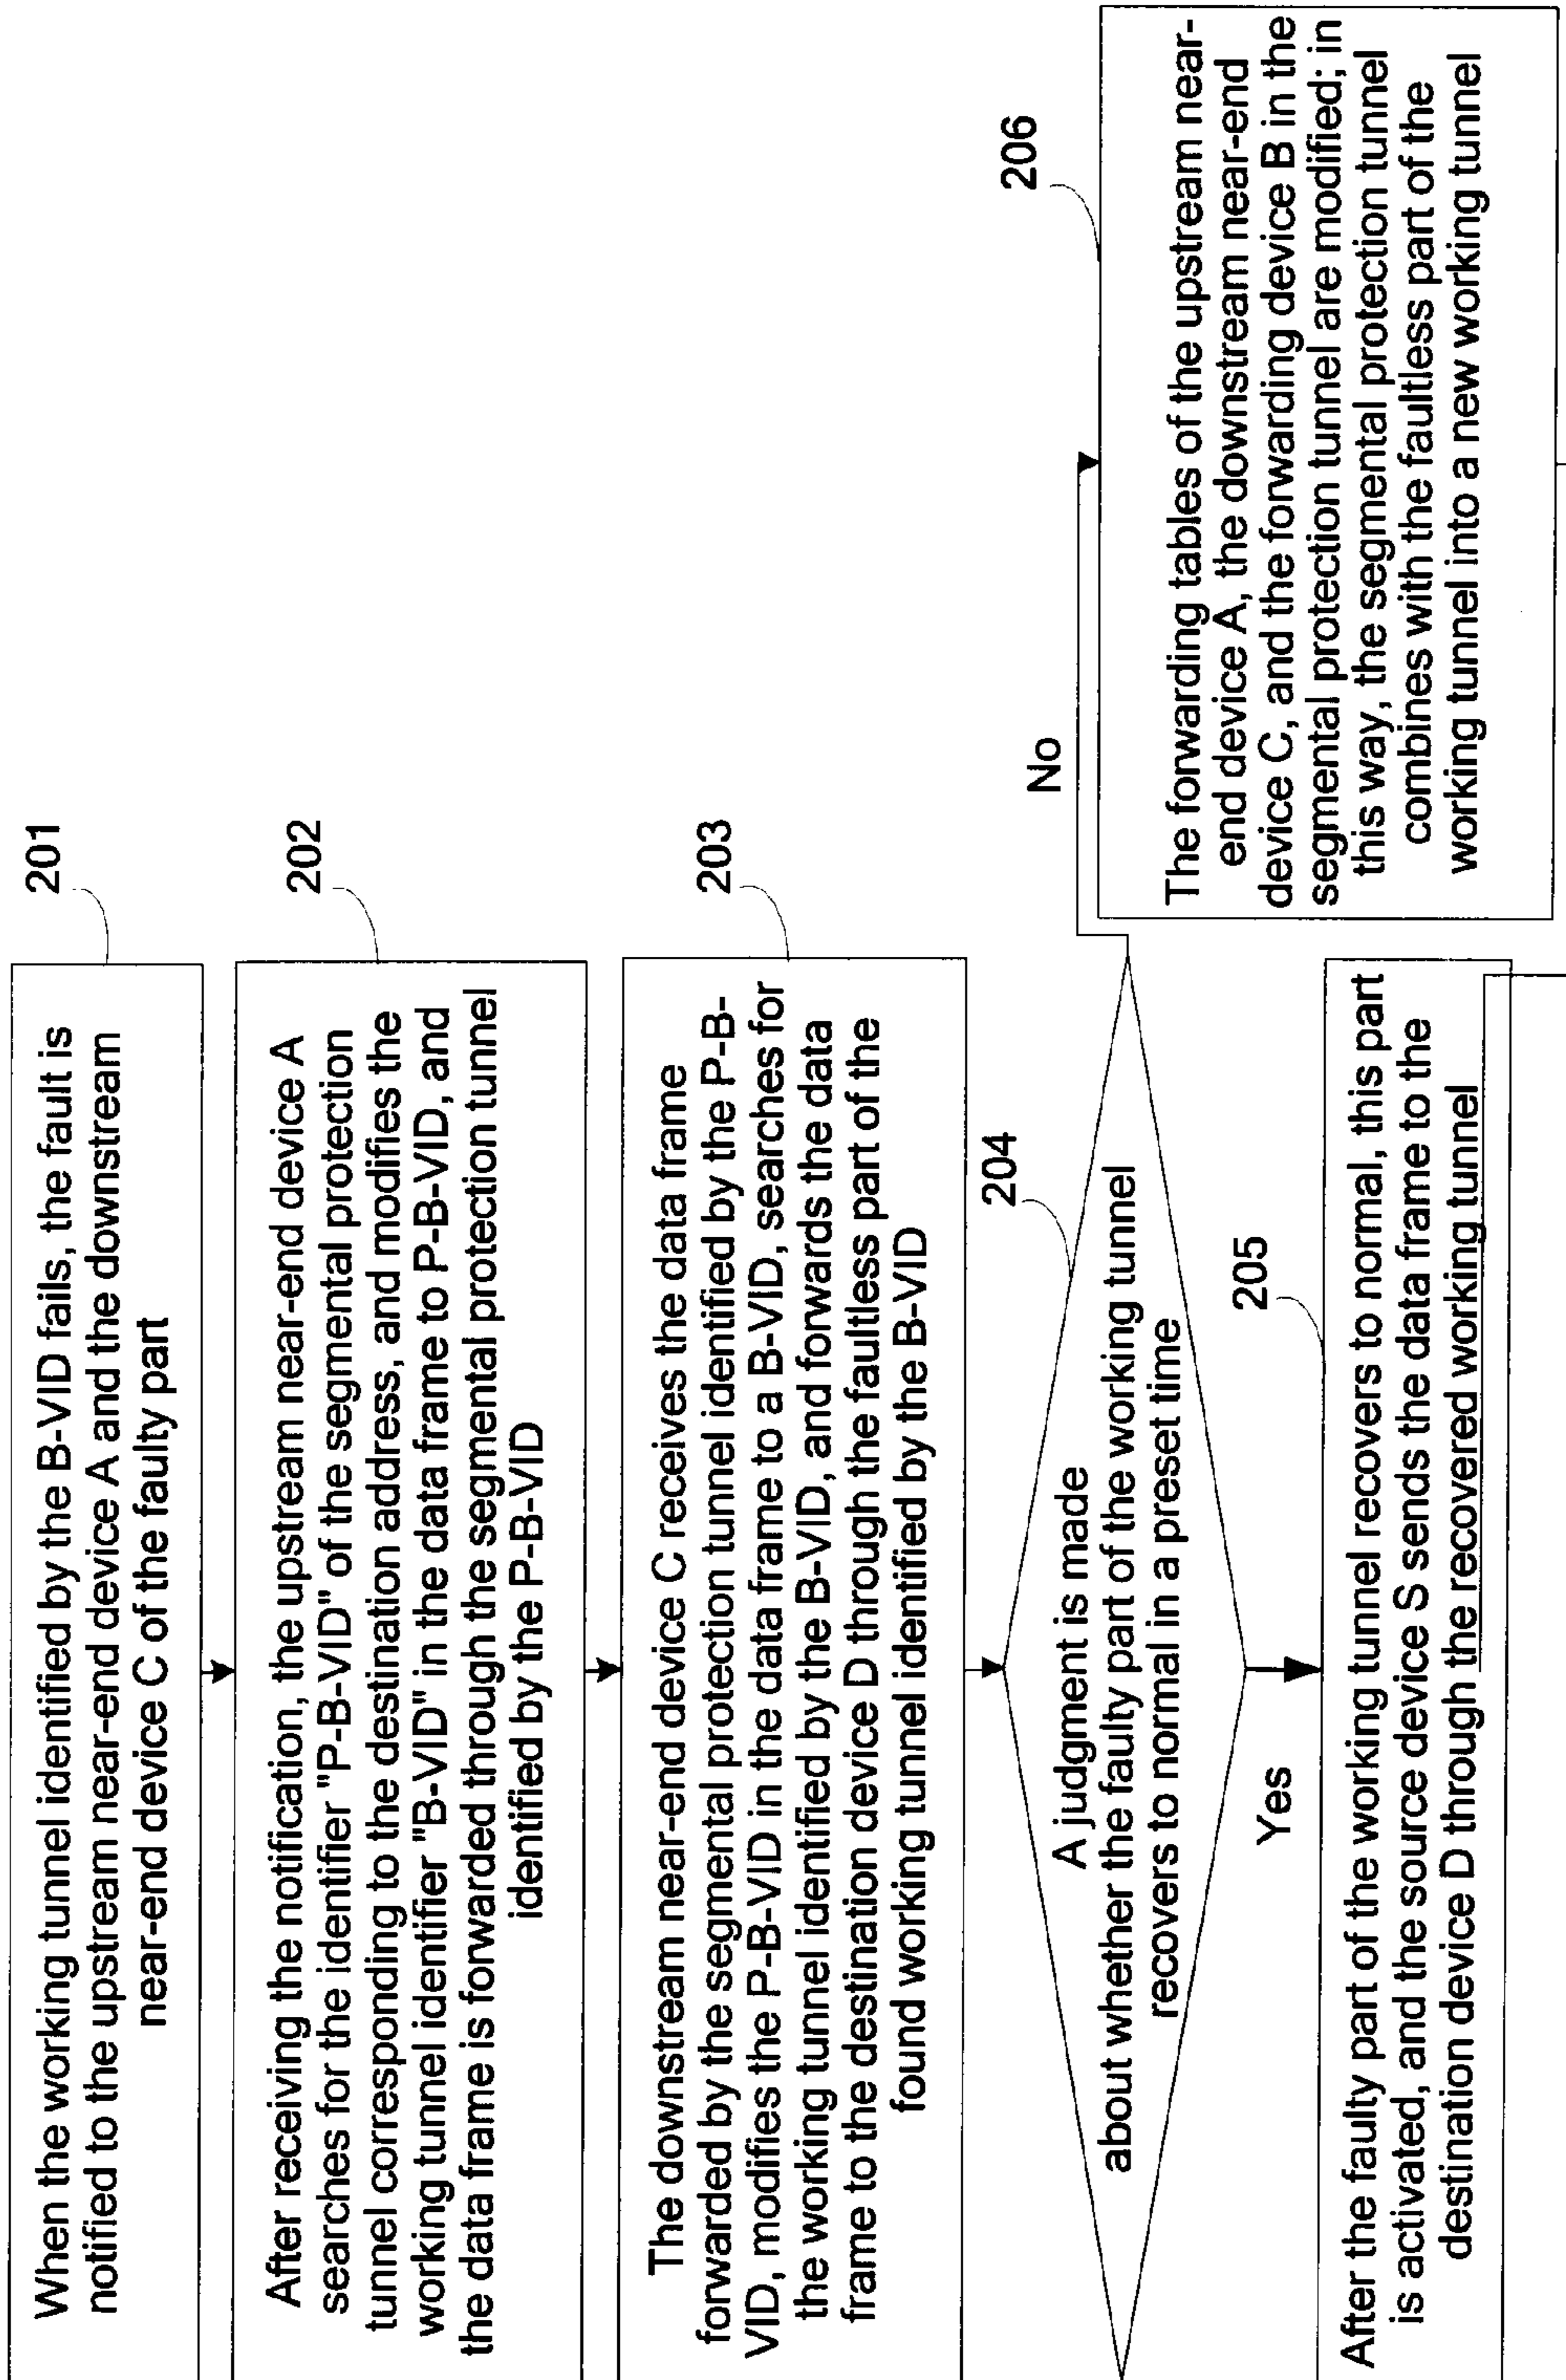 201
When the working tunnel identified by the B-VID fails, the fault is
notified to the upstream near-end device A and the downstream
near-end device C of the faulty part
202
After receiving the notification, the upstream near-end device A
searches for the identifier "P-B-VID" of the segmental protection
tunnel corresponding to the destination address, and modifies the
working tunnel identifier "B-VID" in the data frame to P-B-VID, and
the data frame is forwarded through the segmental protection tunnel
identified by the P-B-VID
203
The downstream near-end device C receives the data frame
forwarded by the segmental protection tunnel identified by the P-B-
VID, modifies the P-B-VID in the data frame to a B-VID, searches for
the working tunnel identified by the B-VID, and forwards the data
frame to the destination device D through the faultless part of the
found working tunnel identified by the B-VID
204
A judgment is made
about whether the faulty part of the working tunnel
recovers to normal in a preset time
No
206
The forwarding tables of the upstream near-
end device A, the downstream near-end
device C, and the forwarding device B in the
segmental protection tunnel are modified; in
this way, the segmental protection tunnel
combines with the faultless part of the
working tunnel into a new working tunnel
Yes
205
After the faulty part of the working tunnel recovers to normal, this part
is activated, and the source device S sends the data frame to the
destination device D through the recovered working tunnel